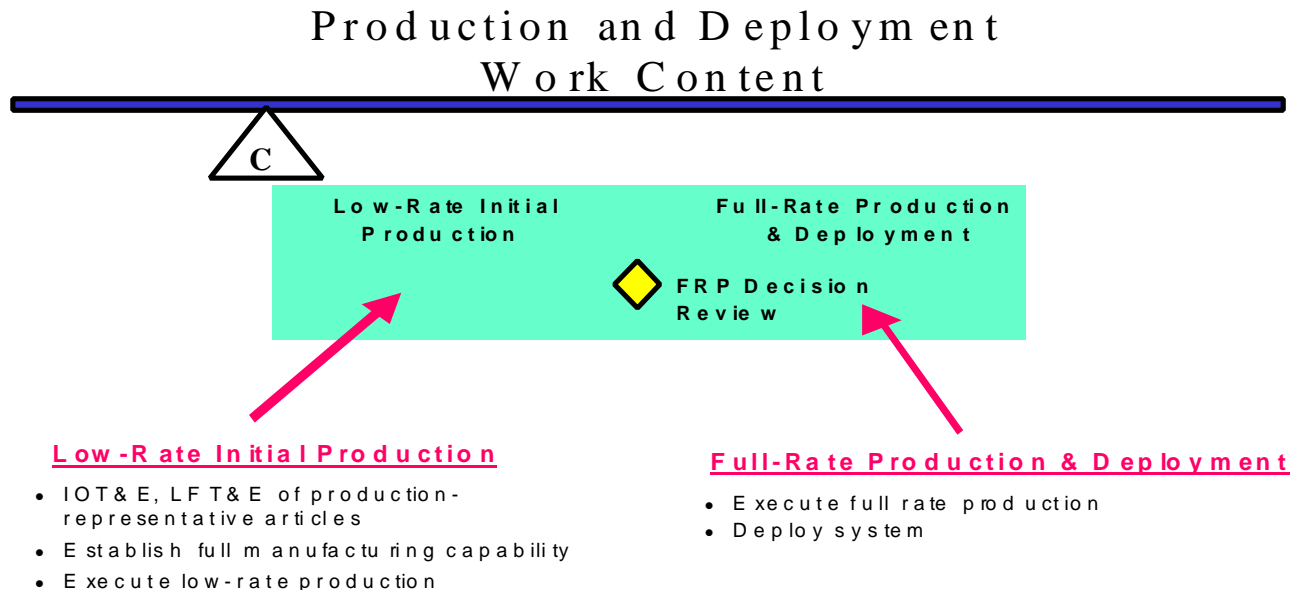 Production and Deployment
Work Content
C
Low-Rate Initial
Production
Full-Rate Production
& Deployment
FRP Decision
Review
Low-Rate Initial Production
• IOT&E, LFT&E of production-
representative articles
• Establish full manufacturing capability
• Execute low-rate production
Full-Rate Production & Deployment
• Execute full rate production
• Deploy system